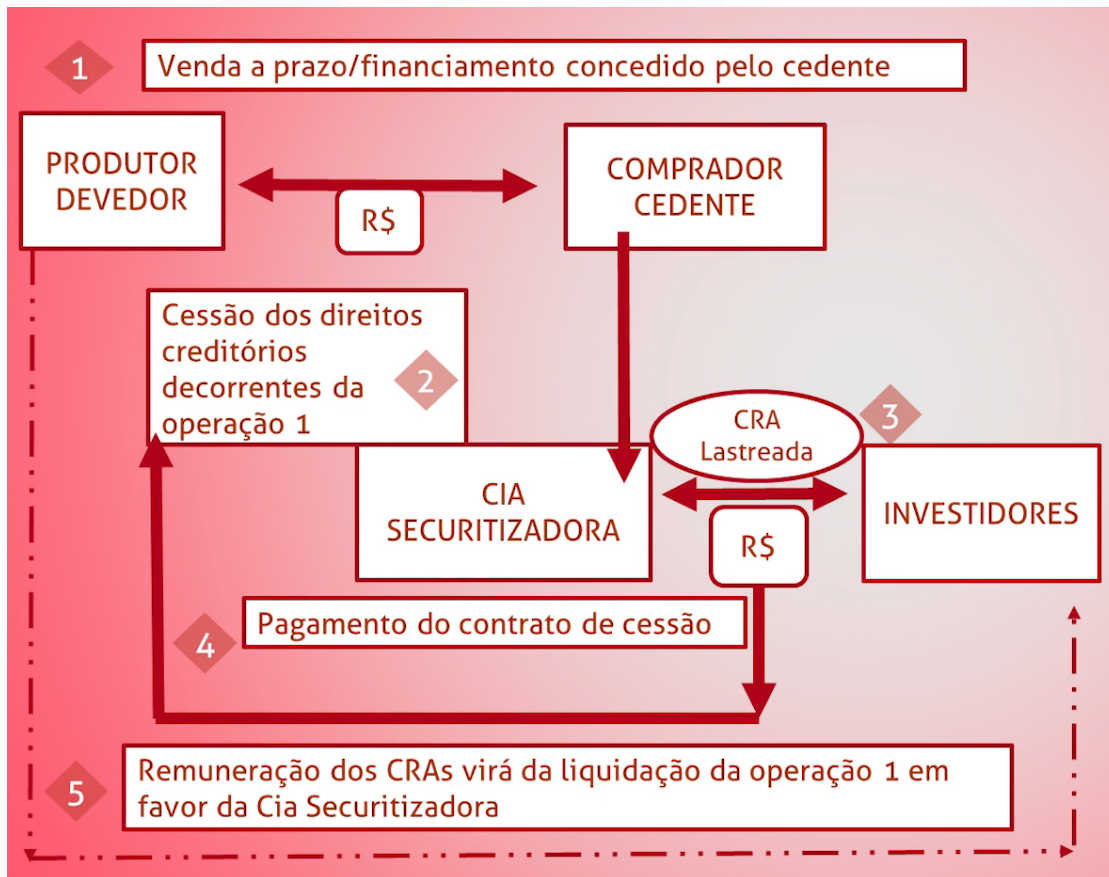 1
Venda a prazo/financiamento concedido pelo cedente
PRODUTOR
DEVEDOR
R$
COMPRADOR
CEDENTE
Cessão dos direitos
creditórios
decorrentes da
operação 1
2
CRA
Lastreada
3
CIA
SECURITIZADORA
R$
INVESTIDORES
4
Pagamento do contrato de cessão
5
Remuneração dos CRAs virá da liquidação da operação 1 em
favor da Cia Securitizadora